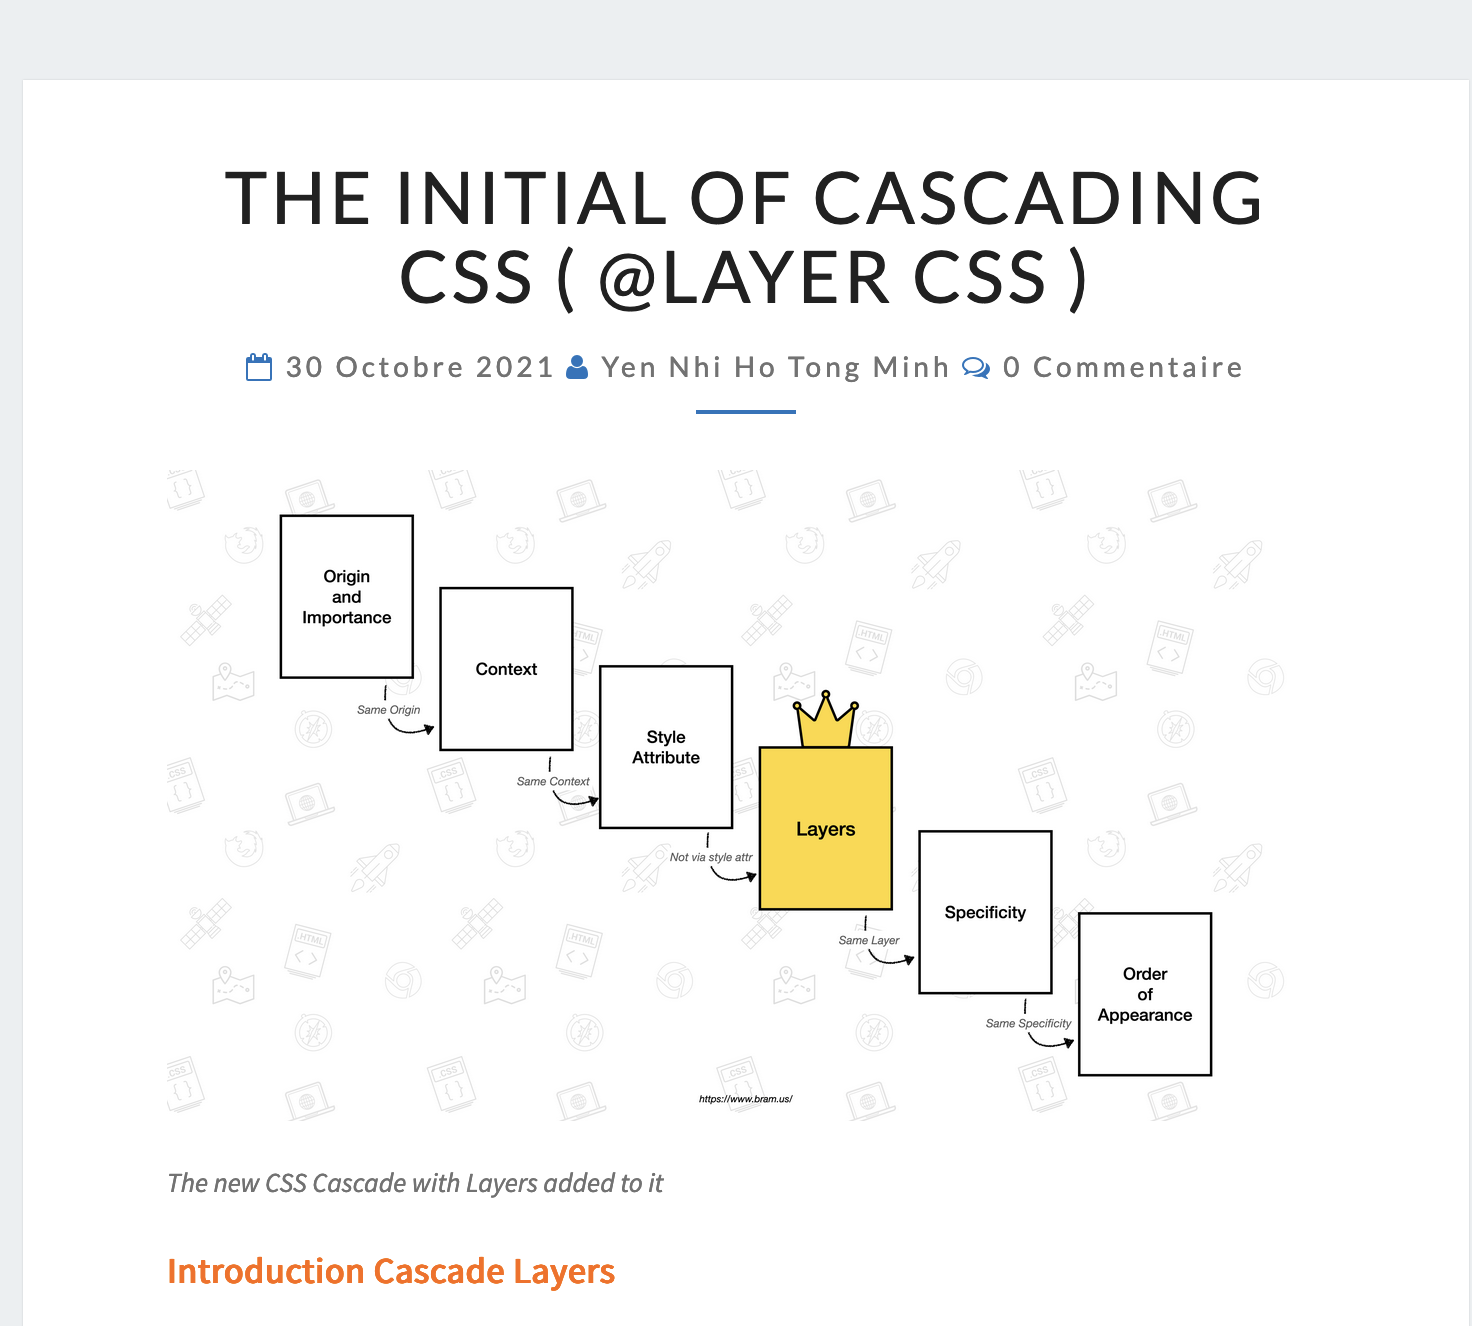 THE INITIAL OF CASCADING
CSS ( @LAYER CSS )
30 Octobre 2021 Yen Nhi Ho Tong Minh 0 Commentaire
Origin
and
Importance
Same Origin
Context
Same Context
Style
Attribute
Not via style attr
Layers
Same Layer
Specificity
Same Specificity
Order
of
Appearance
https://www.bram.us/
The new CSS Cascade with Layers added to it
Introduction Cascade Layers